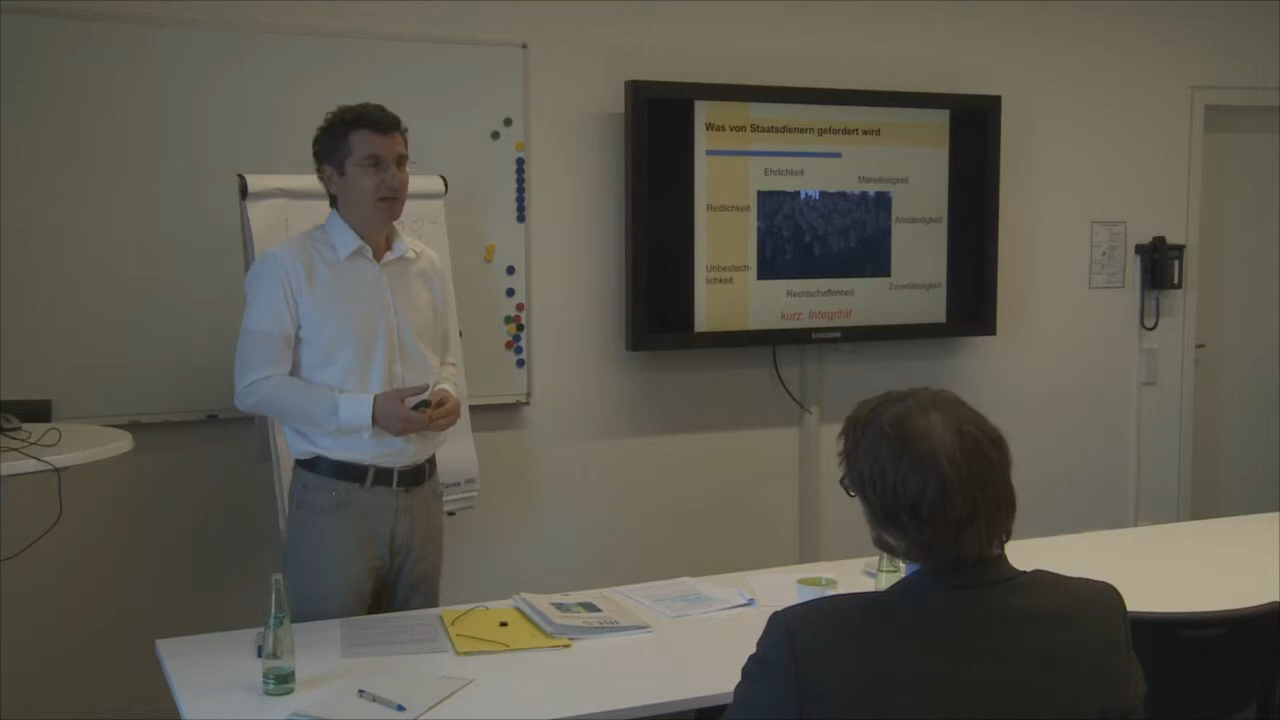 Was von Staatsdienern gefordert wird
Ehrlichkeit
Makellosigkeit
Redlichkeit
Anständigkeit
Unbestech-
lichkeit
Zuverlässigkeit
Rechtschaffenheit
kurz: Integrität
SAMSUNG